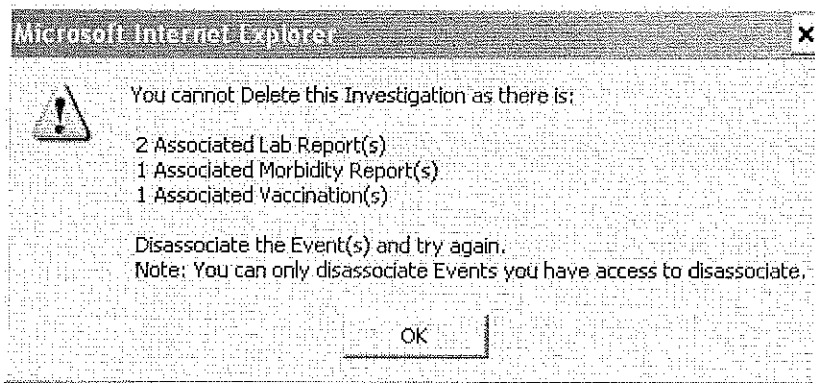 Microsoft Internet Explorer
You cannot Delete this Investigation as there is:
2 Associated Lab Report(s)
1 Associated Morbidity Report(s)
1 Associated Vaccination(s)
Disassociate the Event(s) and try again.
Note: You can only disassociate Events you have access to disassociate.
OK